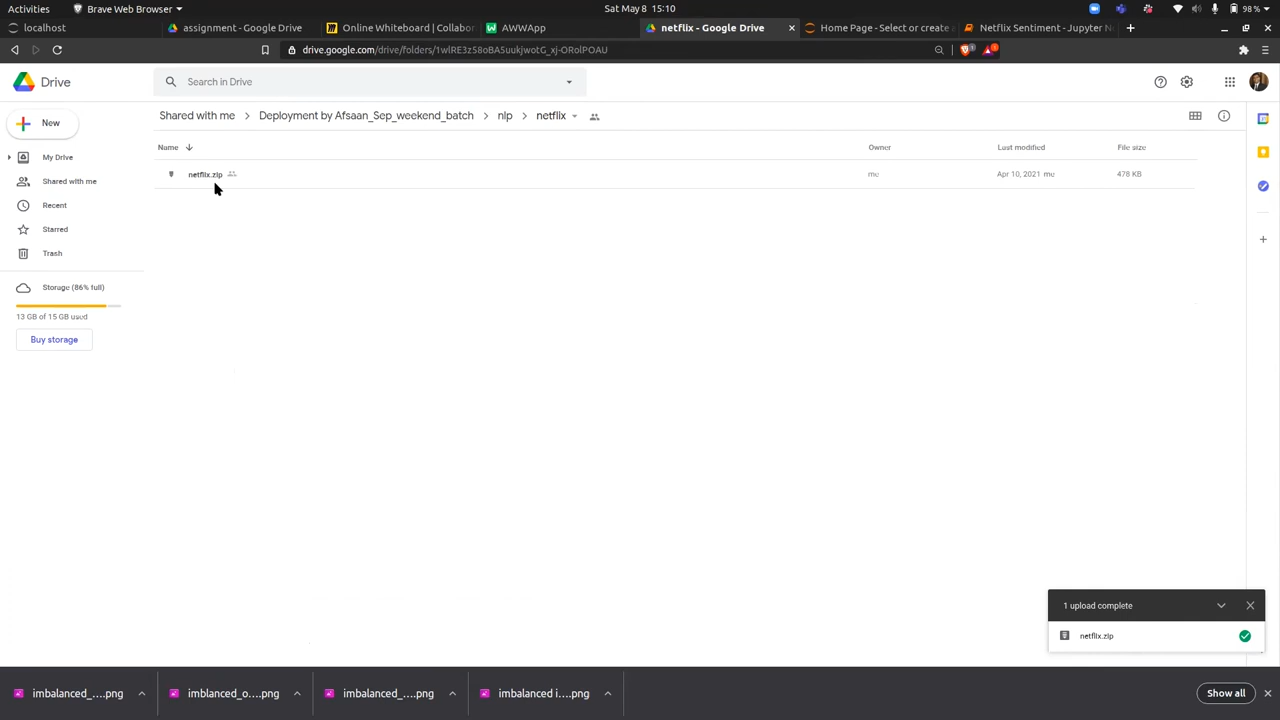 Activities
Brave Web Browser
Sat May 8 15:10
98%
localhost
assignment - Google Drive
Online Whiteboard | Collabor
AWWApp
netflix - Google Drive
Home Page - Select or create
Netflix Sentiment - Jupyter N
drive.google.com/drive/folders/1wlRE3z58oBA5uukjwotG_xj-ORolPOAU
Drive
Search in Drive
New
Shared with me
Deployment by Afsaan_Sep_weekend_batch
nlp
netflix
My Drive
Shared with me
Recent
Starred
Trash
Storage (86% full)
13 GB of 15 GB used
Buy storage
Name
Owner
Last modified
File size
netflix.zip
me
Apr 10, 2021 me
478 KB
1 upload complete
netflix.zip
imbalanced_....png
imblanced_o....png
imbalanced_....png
imbalanced i....png
Show all